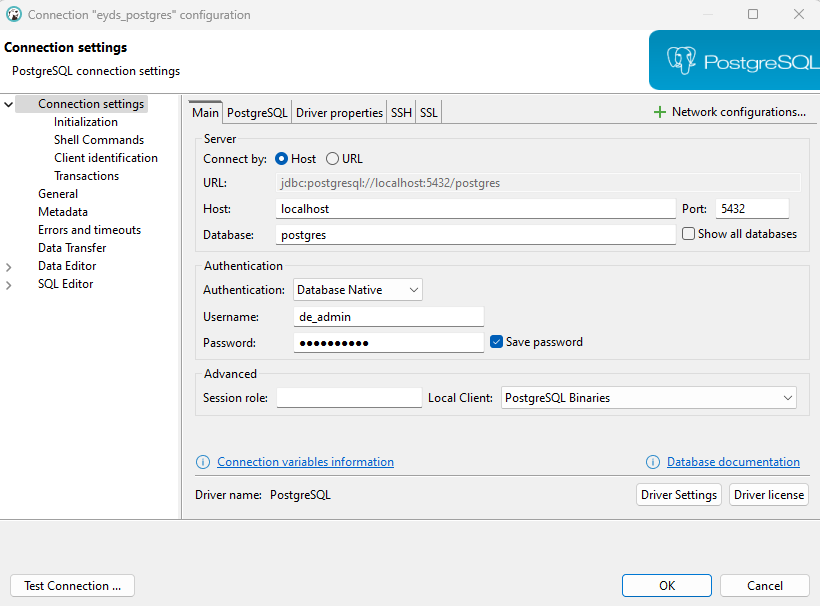 Connection "eyds_postgres" configuration
Connection settings
PostgreSQL connection settings
PostgreSQL
Connection settings
Initialization
Shell Commands
Client identification
Transactions
General
Metadata
Errors and timeouts
Data Transfer
Data Editor
SQL Editor
Main PostgreSQL Driver properties SSH SSL Network configurations...
Server
Connect by: Host URL
URL: jdbc:postgresql://localhost:5432/postgres
Host: localhost Port: 5432
Database: postgres Show all databases
Authentication
Authentication: Database Native
Username: de_admin
Password: ●●●●●●●●●● Save password
Advanced
Session role: Local Client: PostgreSQL Binaries
Connection variables information Database documentation
Driver name: PostgreSQL Driver Settings Driver license
Test Connection ... OK Cancel